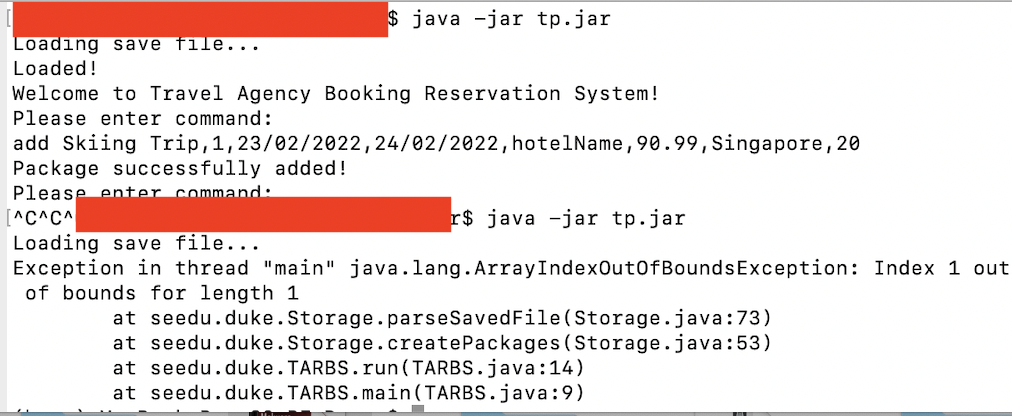 [$ java -jar tp.jar
Loading save file...
Loaded!
Welcome to Travel Agency Booking Reservation System!
Please enter command:
add Skiing Trip,1,23/02/2022,24/02/2022,hotelName,90.99,Singapore,20
Package successfully added!
Please enter command:
[^C^C^r$ java -jar tp.jar
Loading save file...
Exception in thread "main" java.lang.ArrayIndexOutOfBoundsException: Index 1 out
of bounds for length 1
at seedu.duke.Storage.parseSavedFile(Storage.java:73)
at seedu.duke.Storage.createPackages(Storage.java:53)
at seedu.duke.TARBS.run(TARBS.java:14)
at seedu.duke.TARBS.main(TARBS.java:9)